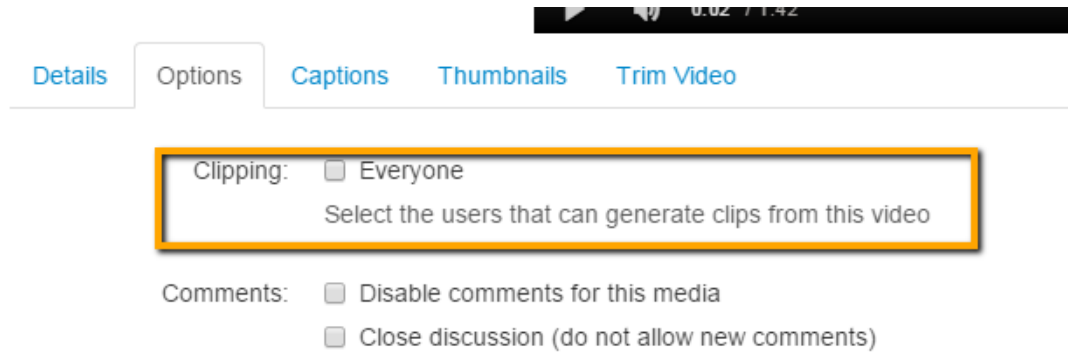 0:02 / 1:42
Details Options Captions Thumbnails Trim Video
Clipping: Everyone
Select the users that can generate clips from this video
Comments: Disable comments for this media
Close discussion (do not allow new comments)